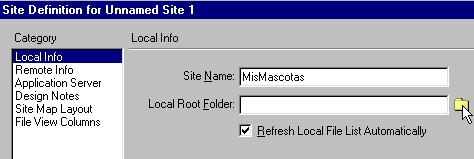 Site Definition for Unnamed Site 1
Category
Local Info
Local Info
Remote Info
Application Server
Design Notes
Site Map Layout
File View Columns
Site Name: MisMascotas
Local Root Folder:
Refresh Local File List Automatically